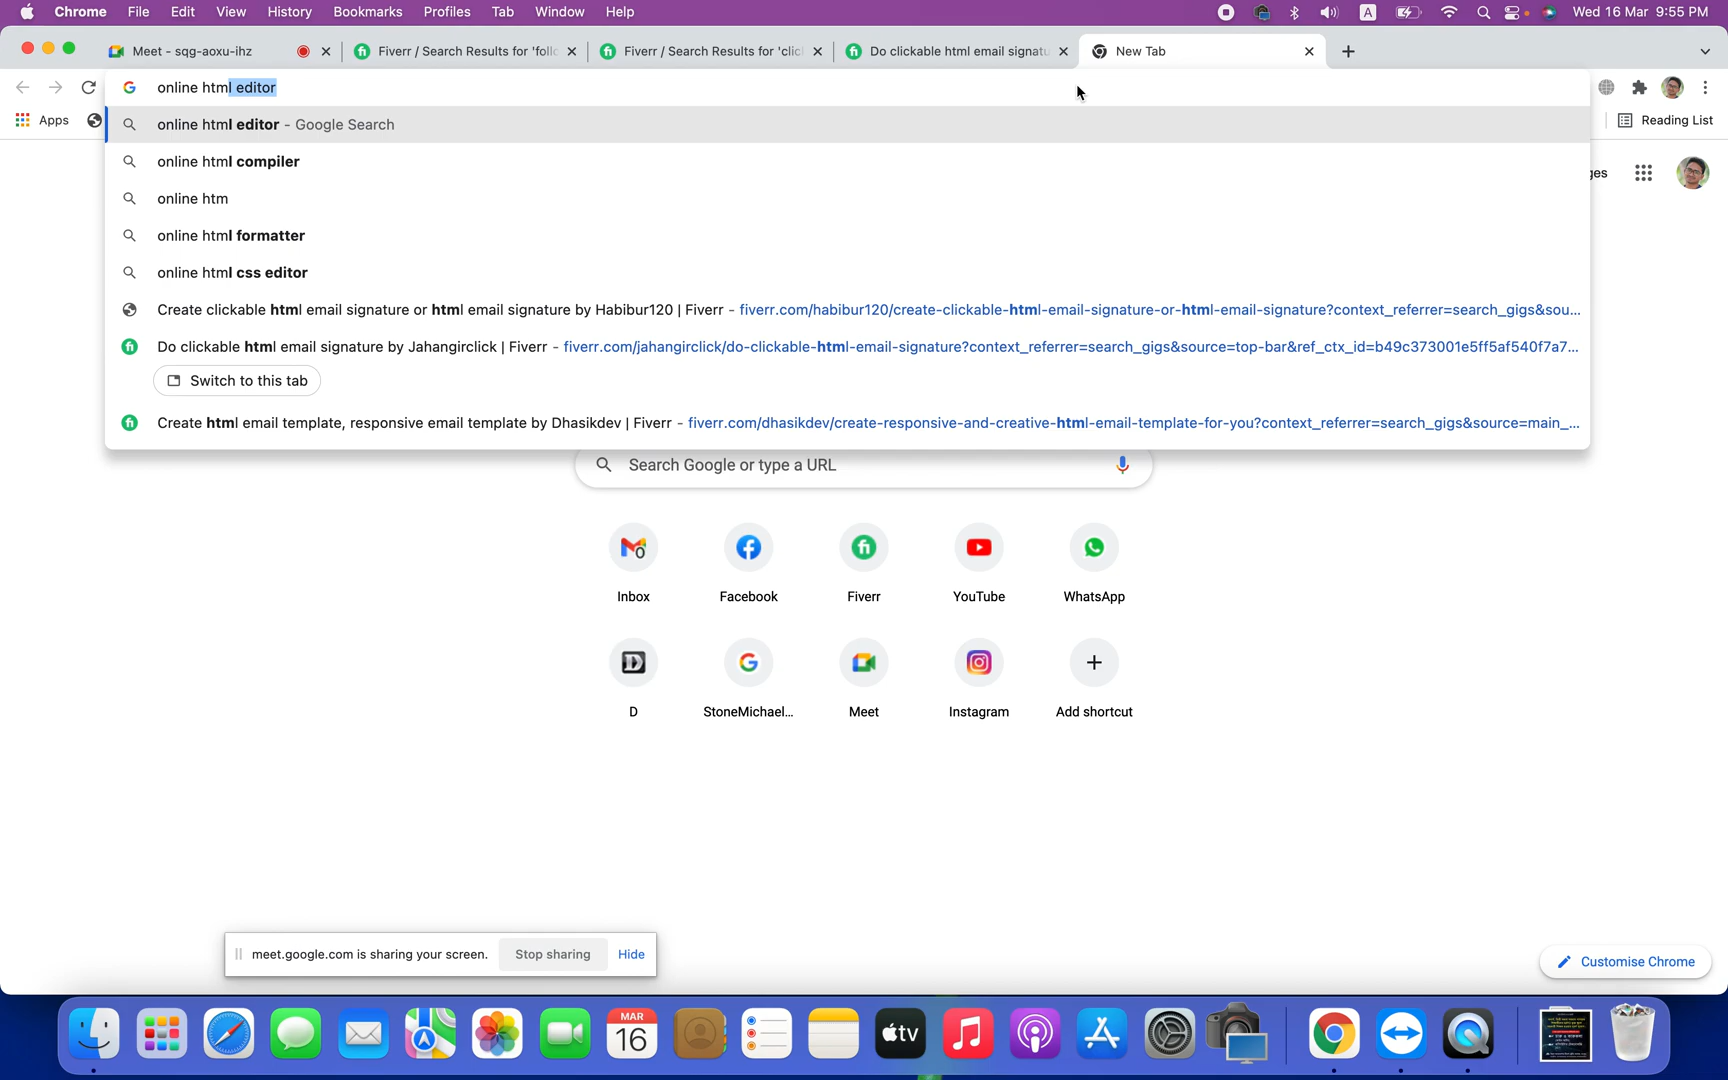 Chrome File Edit View History Bookmarks Profiles Tab Window Help A Wed 16 Mar 9:55 PM
Meet - sqg-aoxu-ihz Fiverr / Search Results for 'follo Fiverr / Search Results for 'clic Do clickable html email signatu New Tab
online html editor
Apps Reading List
online html editor - Google Search
online html compiler
online htm
online html formatter
online html css editor
Create clickable html email signature or html email signature by Habibur120 | Fiverr - fiverr.com/habibur120/create-clickable-html-email-signature-or-html-email-signature?context_referrer=search_gigs&sou...
Do clickable html email signature by Jahangirclick | Fiverr - fiverr.com/jahangirclick/do-clickable-html-email-signature?context_referrer=search_gigs&source=top-bar&ref_ctx_id=b49c373001e5ff5af540f7a7...
Switch to this tab
Create html email template, responsive email template by Dhasikdev | Fiverr - fiverr.com/dhasikdev/create-responsive-and-creative-html-email-template-for-you?context_referrer=search_gigs&source=main_...
Search Google or type a URL
Inbox Facebook Fiverr YouTube WhatsApp
D StoneMichael... Meet Instagram Add shortcut
meet.google.com is sharing your screen. Stop sharing Hide
Customise Chrome
MAR
16
tv